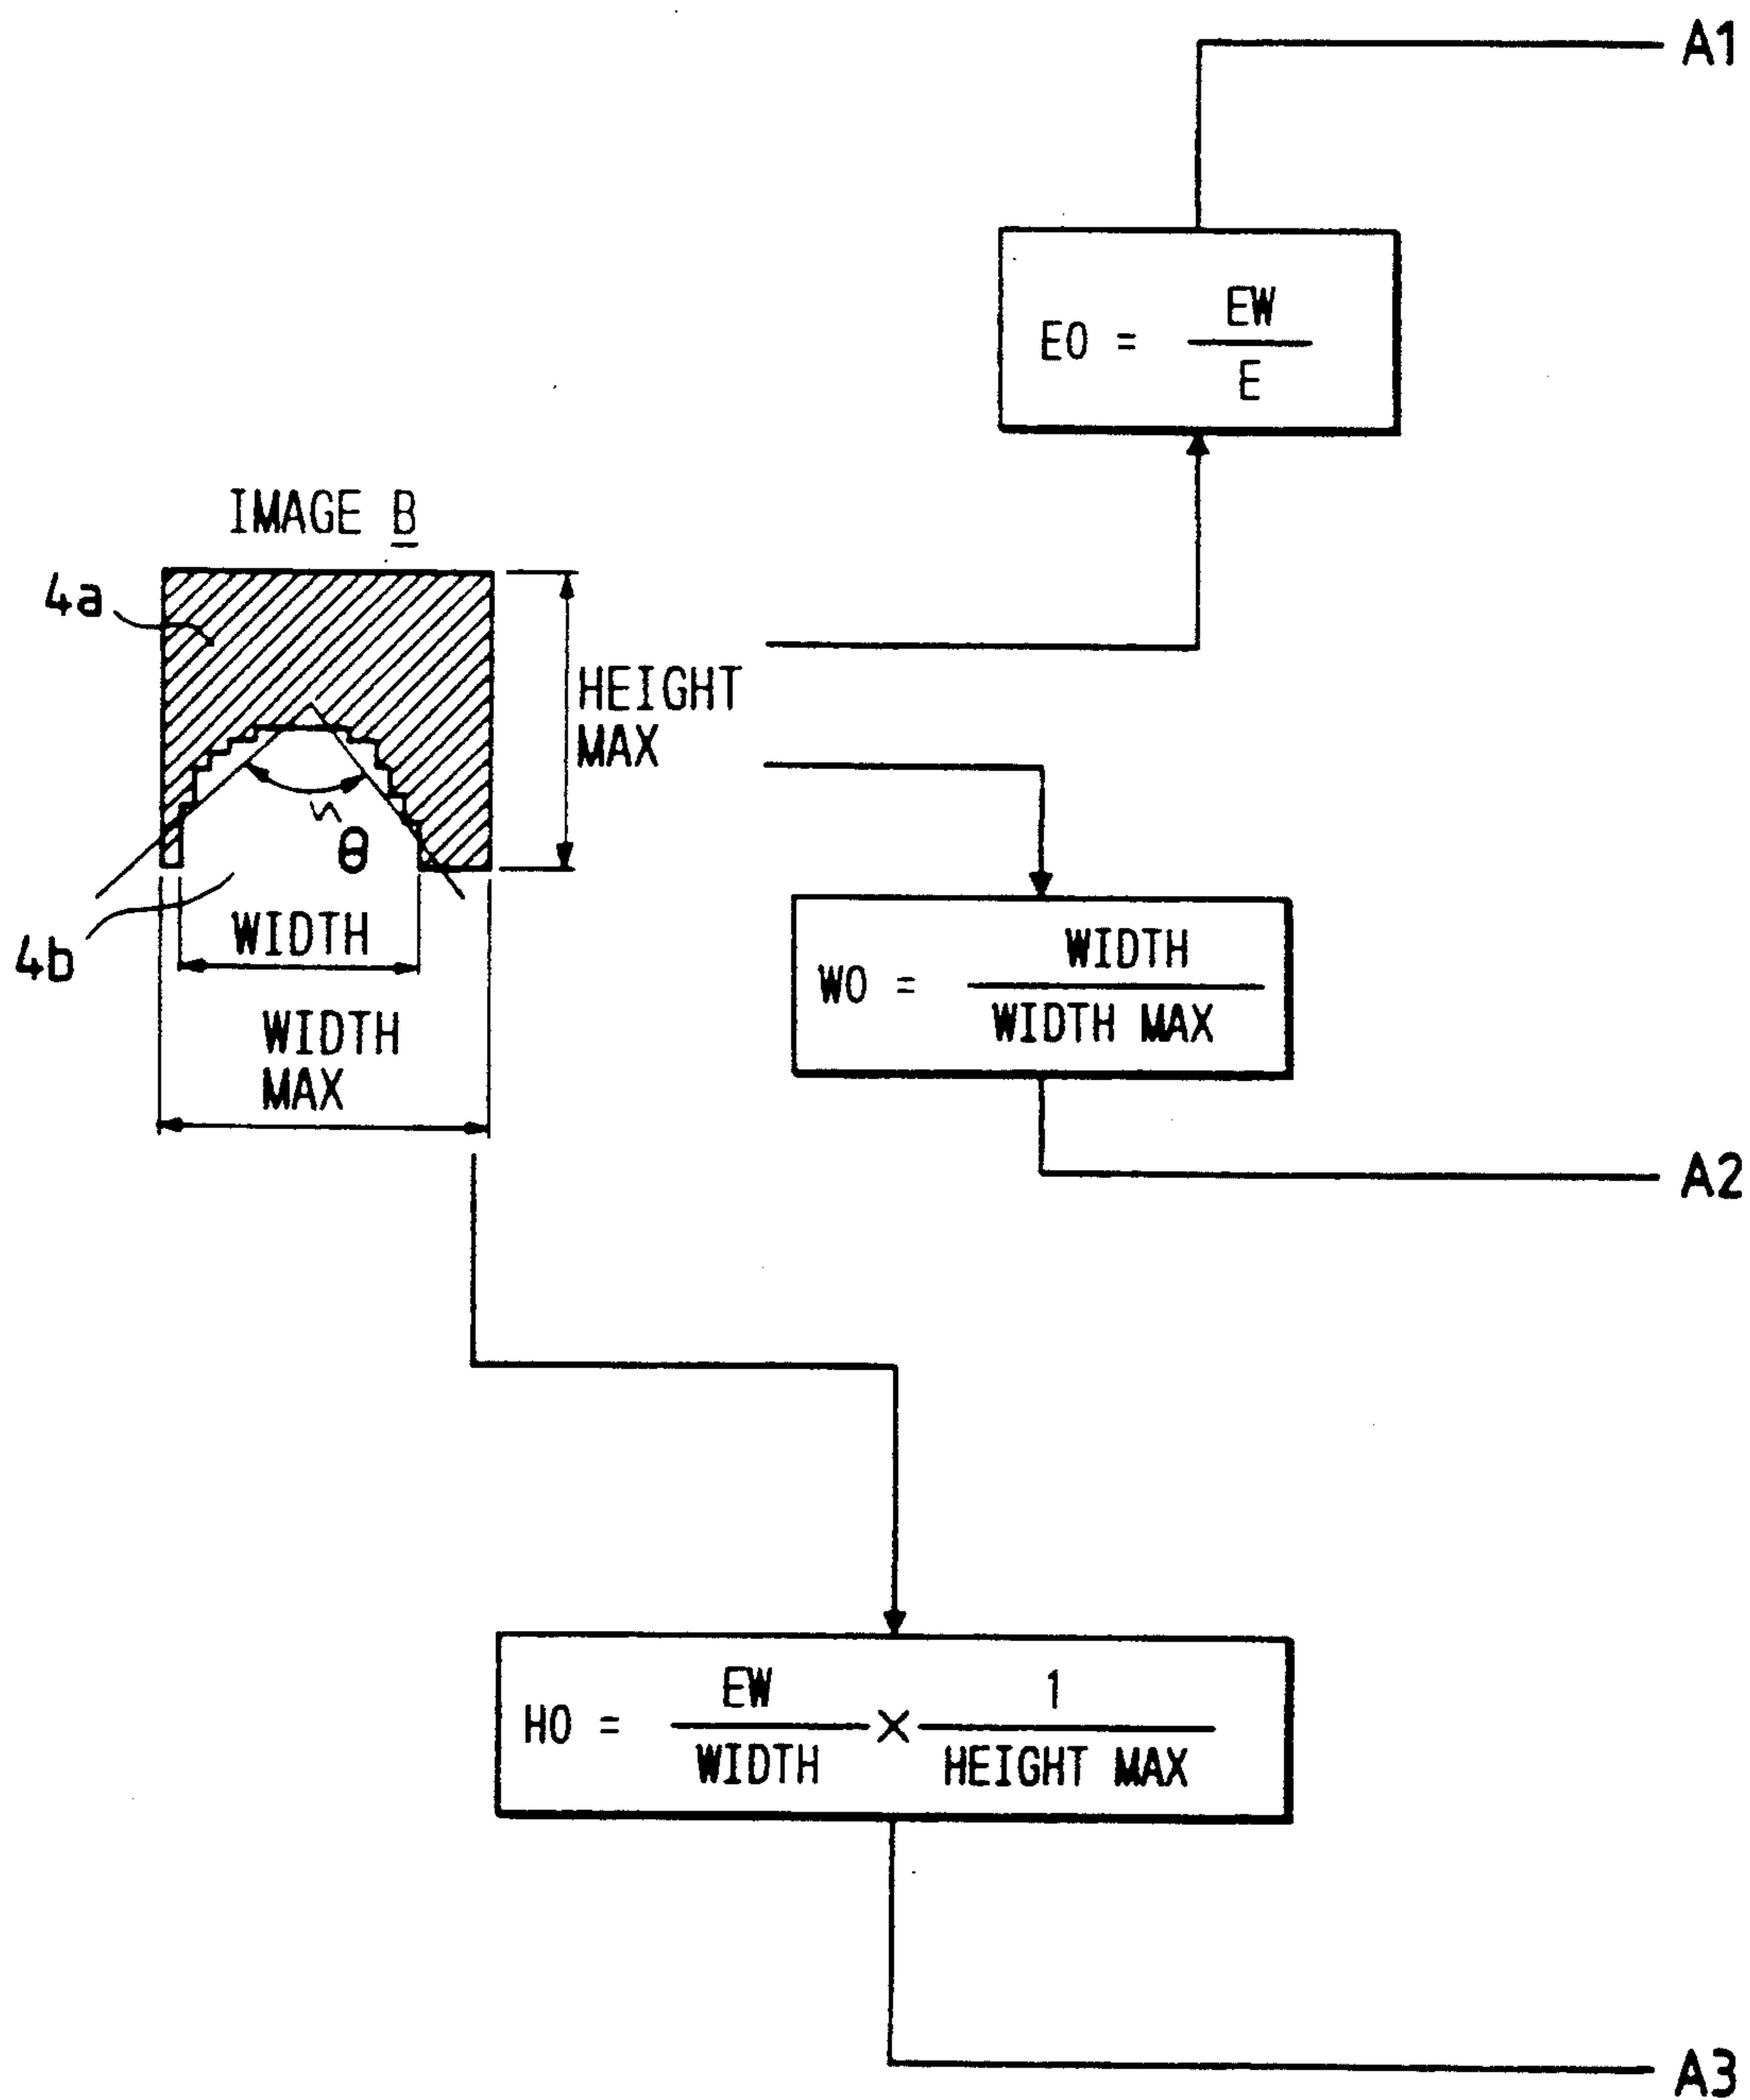 A1
E0 = EW / E
IMAGE B
4a
HEIGHT
MAX
θ
4b
WIDTH
WIDTH
MAX
W0 = WIDTH / WIDTH MAX
A2
H0 = EW / WIDTH × 1 / HEIGHT MAX
A3